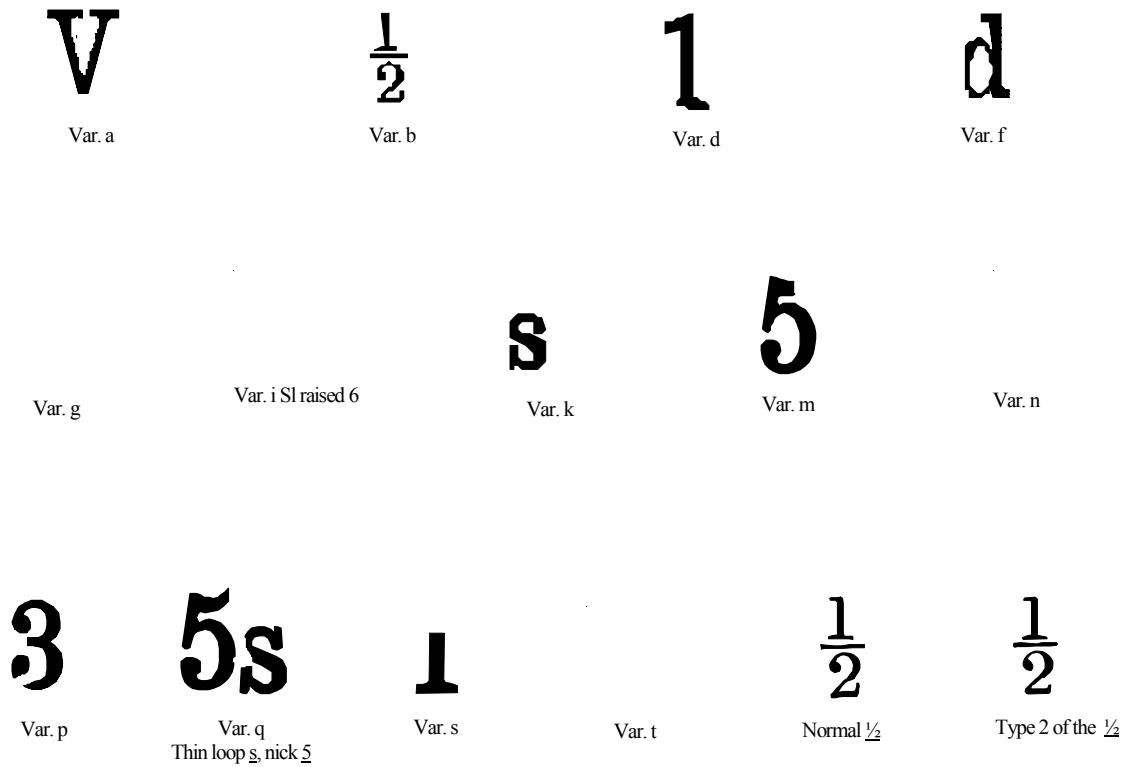 V ½ 1 d
Var. a Var. b Var. d Var. f
s 5
Var. g Var. i Sl raised 6 Var. k Var. m Var. n
3 5s 1 ½ ½
Var. p Var. q Var. s Var. t Normal ½ Type 2 of the ½
Thin loop s, nick 5